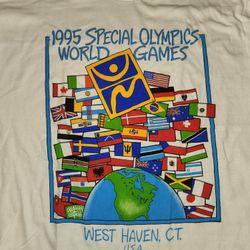 1995 SPECIAL OLYMPICS
WORLD GAMES
WEST HAVEN, CT.
USA